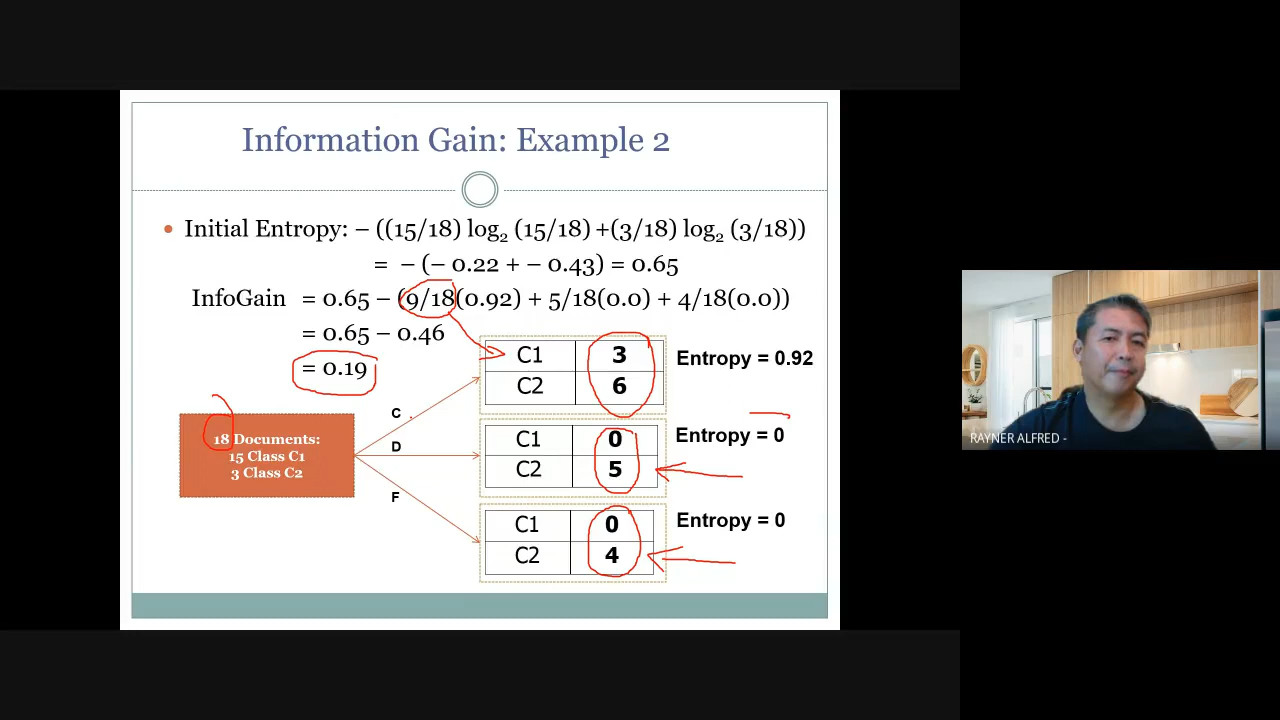 Information Gain: Example 2
• Initial Entropy: – ((15/18) log₂ (15/18) +(3/18) log₂ (3/18))
= – (– 0.22 + – 0.43) = 0.65
InfoGain = 0.65 – (9/18(0.92) + 5/18(0.0) + 4/18(0.0))
= 0.65 – 0.46
= 0.19
18 Documents:
15 Class C1
3 Class C2
C
D
F
C1 3
C2 6
Entropy = 0.92
C1 0
C2 5
Entropy = 0
C1 0
C2 4
Entropy = 0
RAYNER ALFRED -